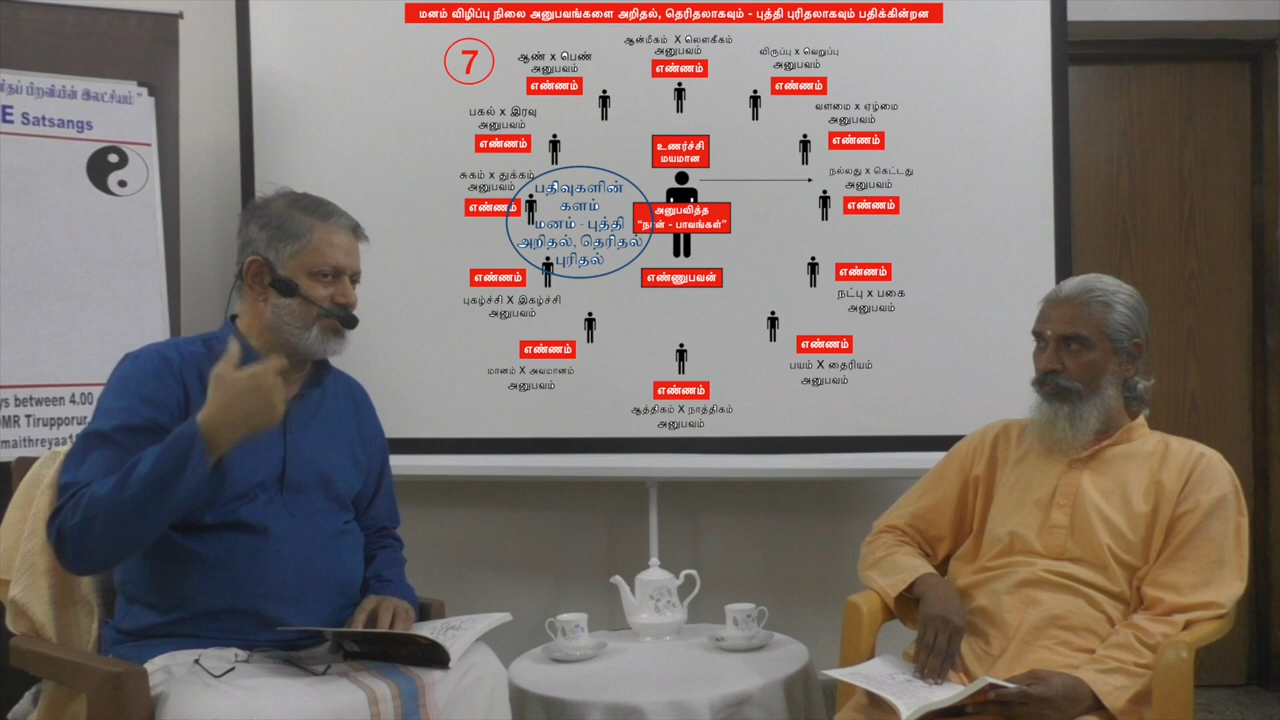 மனம் விழிப்பு நிலை அனுபவங்களை அறிதல், தெரிதலாகவும் - புத்தி புரிதலாகவும் பதிக்கின்றன
7
ஆன்மீகம் X லௌகீகம்
அனுபவம்
எண்ணம்
ஆண் x பெண்
அனுபவம்
எண்ணம்
விருப்பு x வெறுப்பு
அனுபவம்
எண்ணம்
பகல் x இரவு
அனுபவம்
எண்ணம்
வளமை x ஏழ்மை
அனுபவம்
எண்ணம்
சுகம் x துக்கம்
அனுபவம்
எண்ணம்
நல்லது x கெட்டது
அனுபவம்
எண்ணம்
உணர்ச்சி
மயமான
அனுபவித்த
"நான் - பாவங்கள்"
எண்ணுபவன்
பதிவுகளின்
களம்
மனம் - புத்தி
அறிதல், தெரிதல்
புரிதல்
எண்ணம்
புகழ்ச்சி X இகழ்ச்சி
அனுபவம்
எண்ணம்
நட்பு x பகை
அனுபவம்
எண்ணம்
மானம் X அவமானம்
அனுபவம்
எண்ணம்
பயம் X தைரியம்
அனுபவம்
எண்ணம்
ஆத்திகம் X நாத்திகம்
அனுபவம்
பிறவியின் இலட்சியம்"
E Satsangs
ys between 4.00
OMR Tirupporur
maithreyaa1